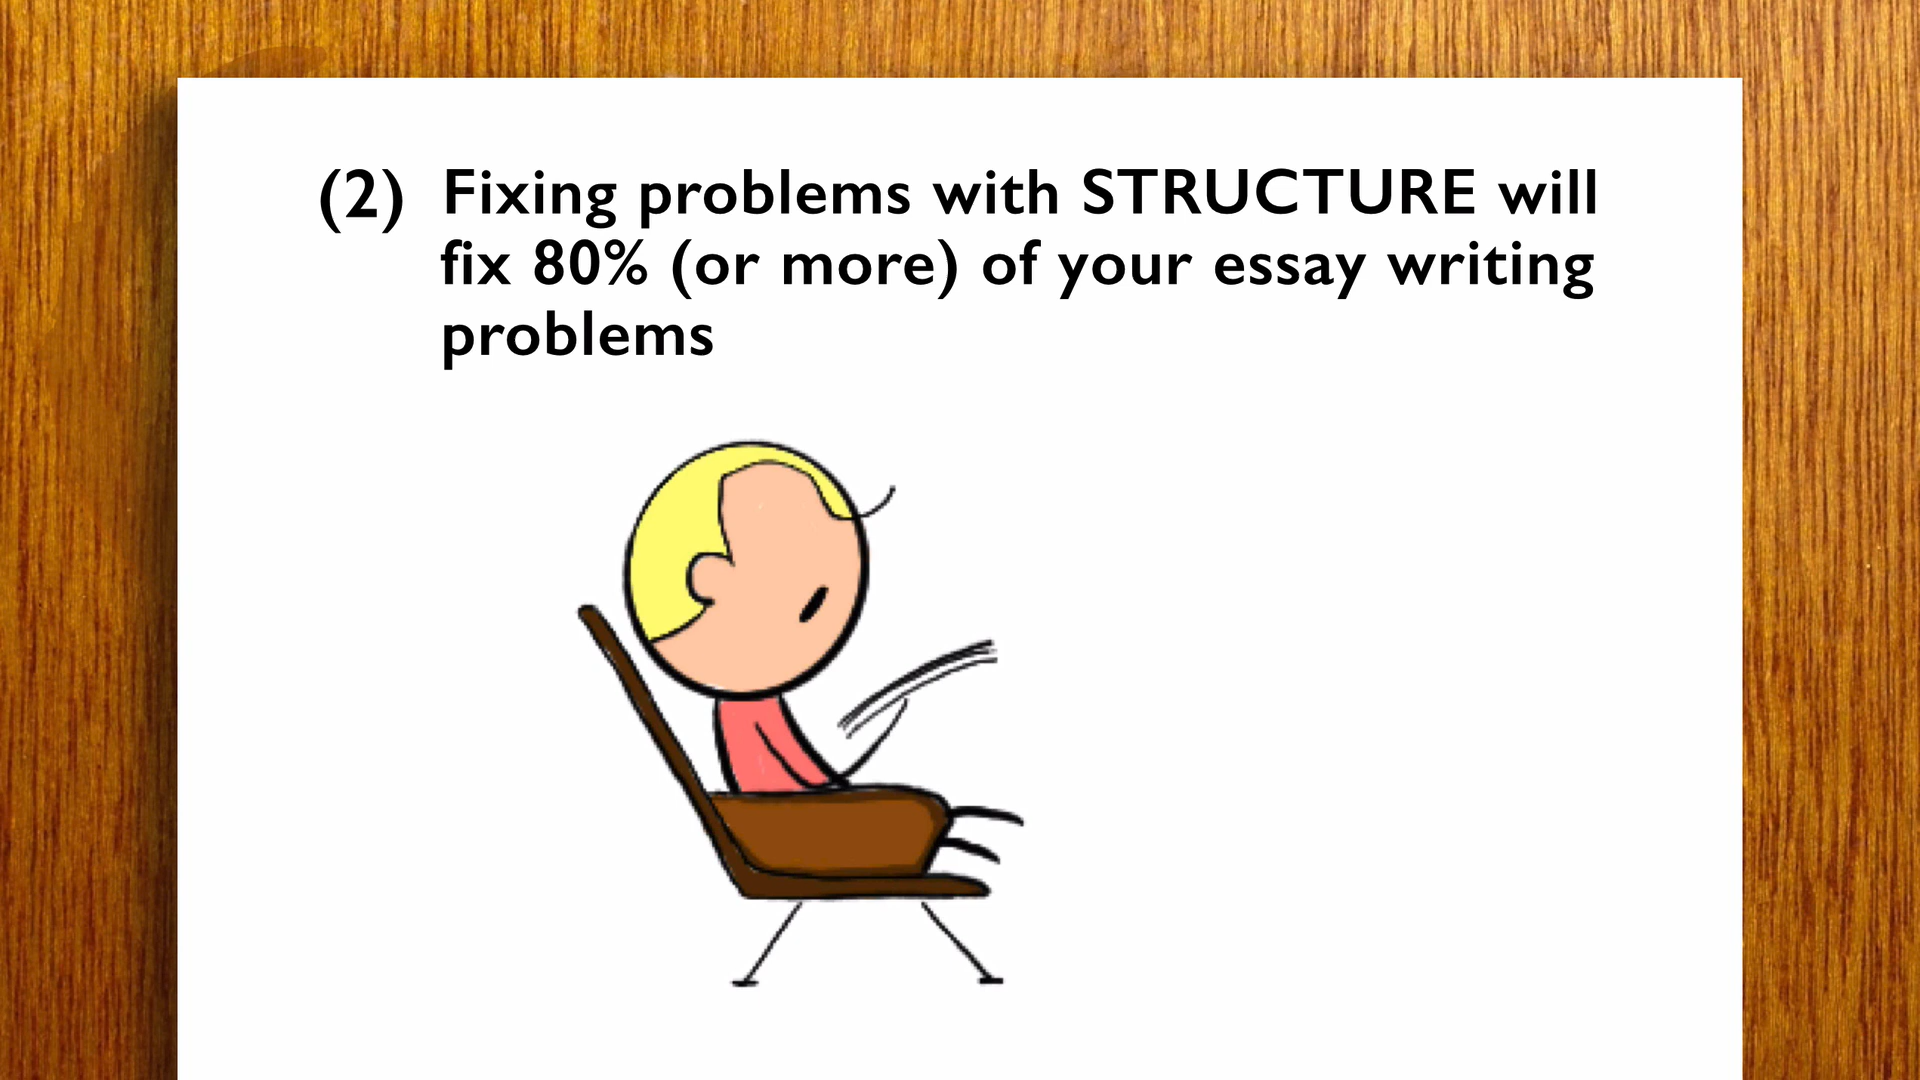 (2) Fixing problems with STRUCTURE will
fix 80% (or more) of your essay writing
problems